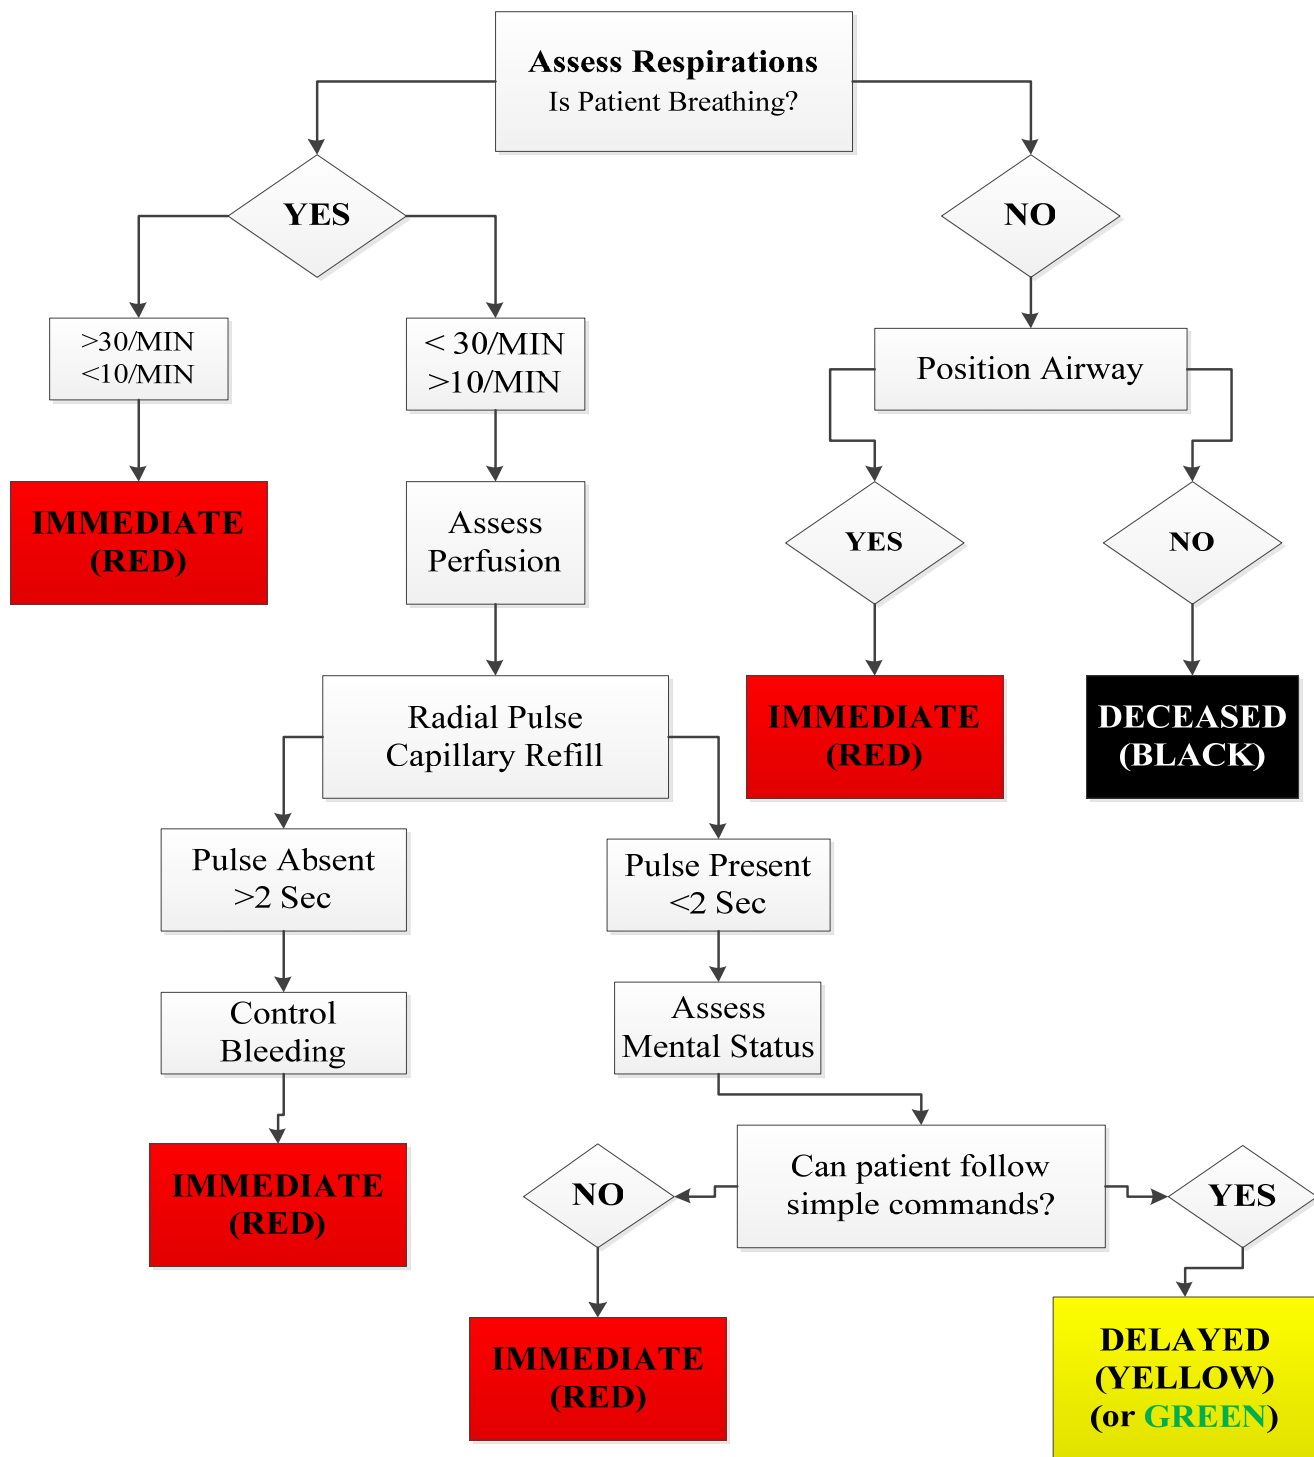 Assess Respirations
Is Patient Breathing?
YES
NO
>30/MIN
<10/MIN
< 30/MIN
>10/MIN
Position Airway
IMMEDIATE
(RED)
Assess
Perfusion
YES
NO
Radial Pulse
Capillary Refill
IMMEDIATE
(RED)
DECEASED
(BLACK)
Pulse Absent
>2 Sec
Pulse Present
<2 Sec
Control
Bleeding
Assess
Mental Status
IMMEDIATE
(RED)
NO
Can patient follow
simple commands?
YES
IMMEDIATE
(RED)
DELAYED
(YELLOW)
(or GREEN)